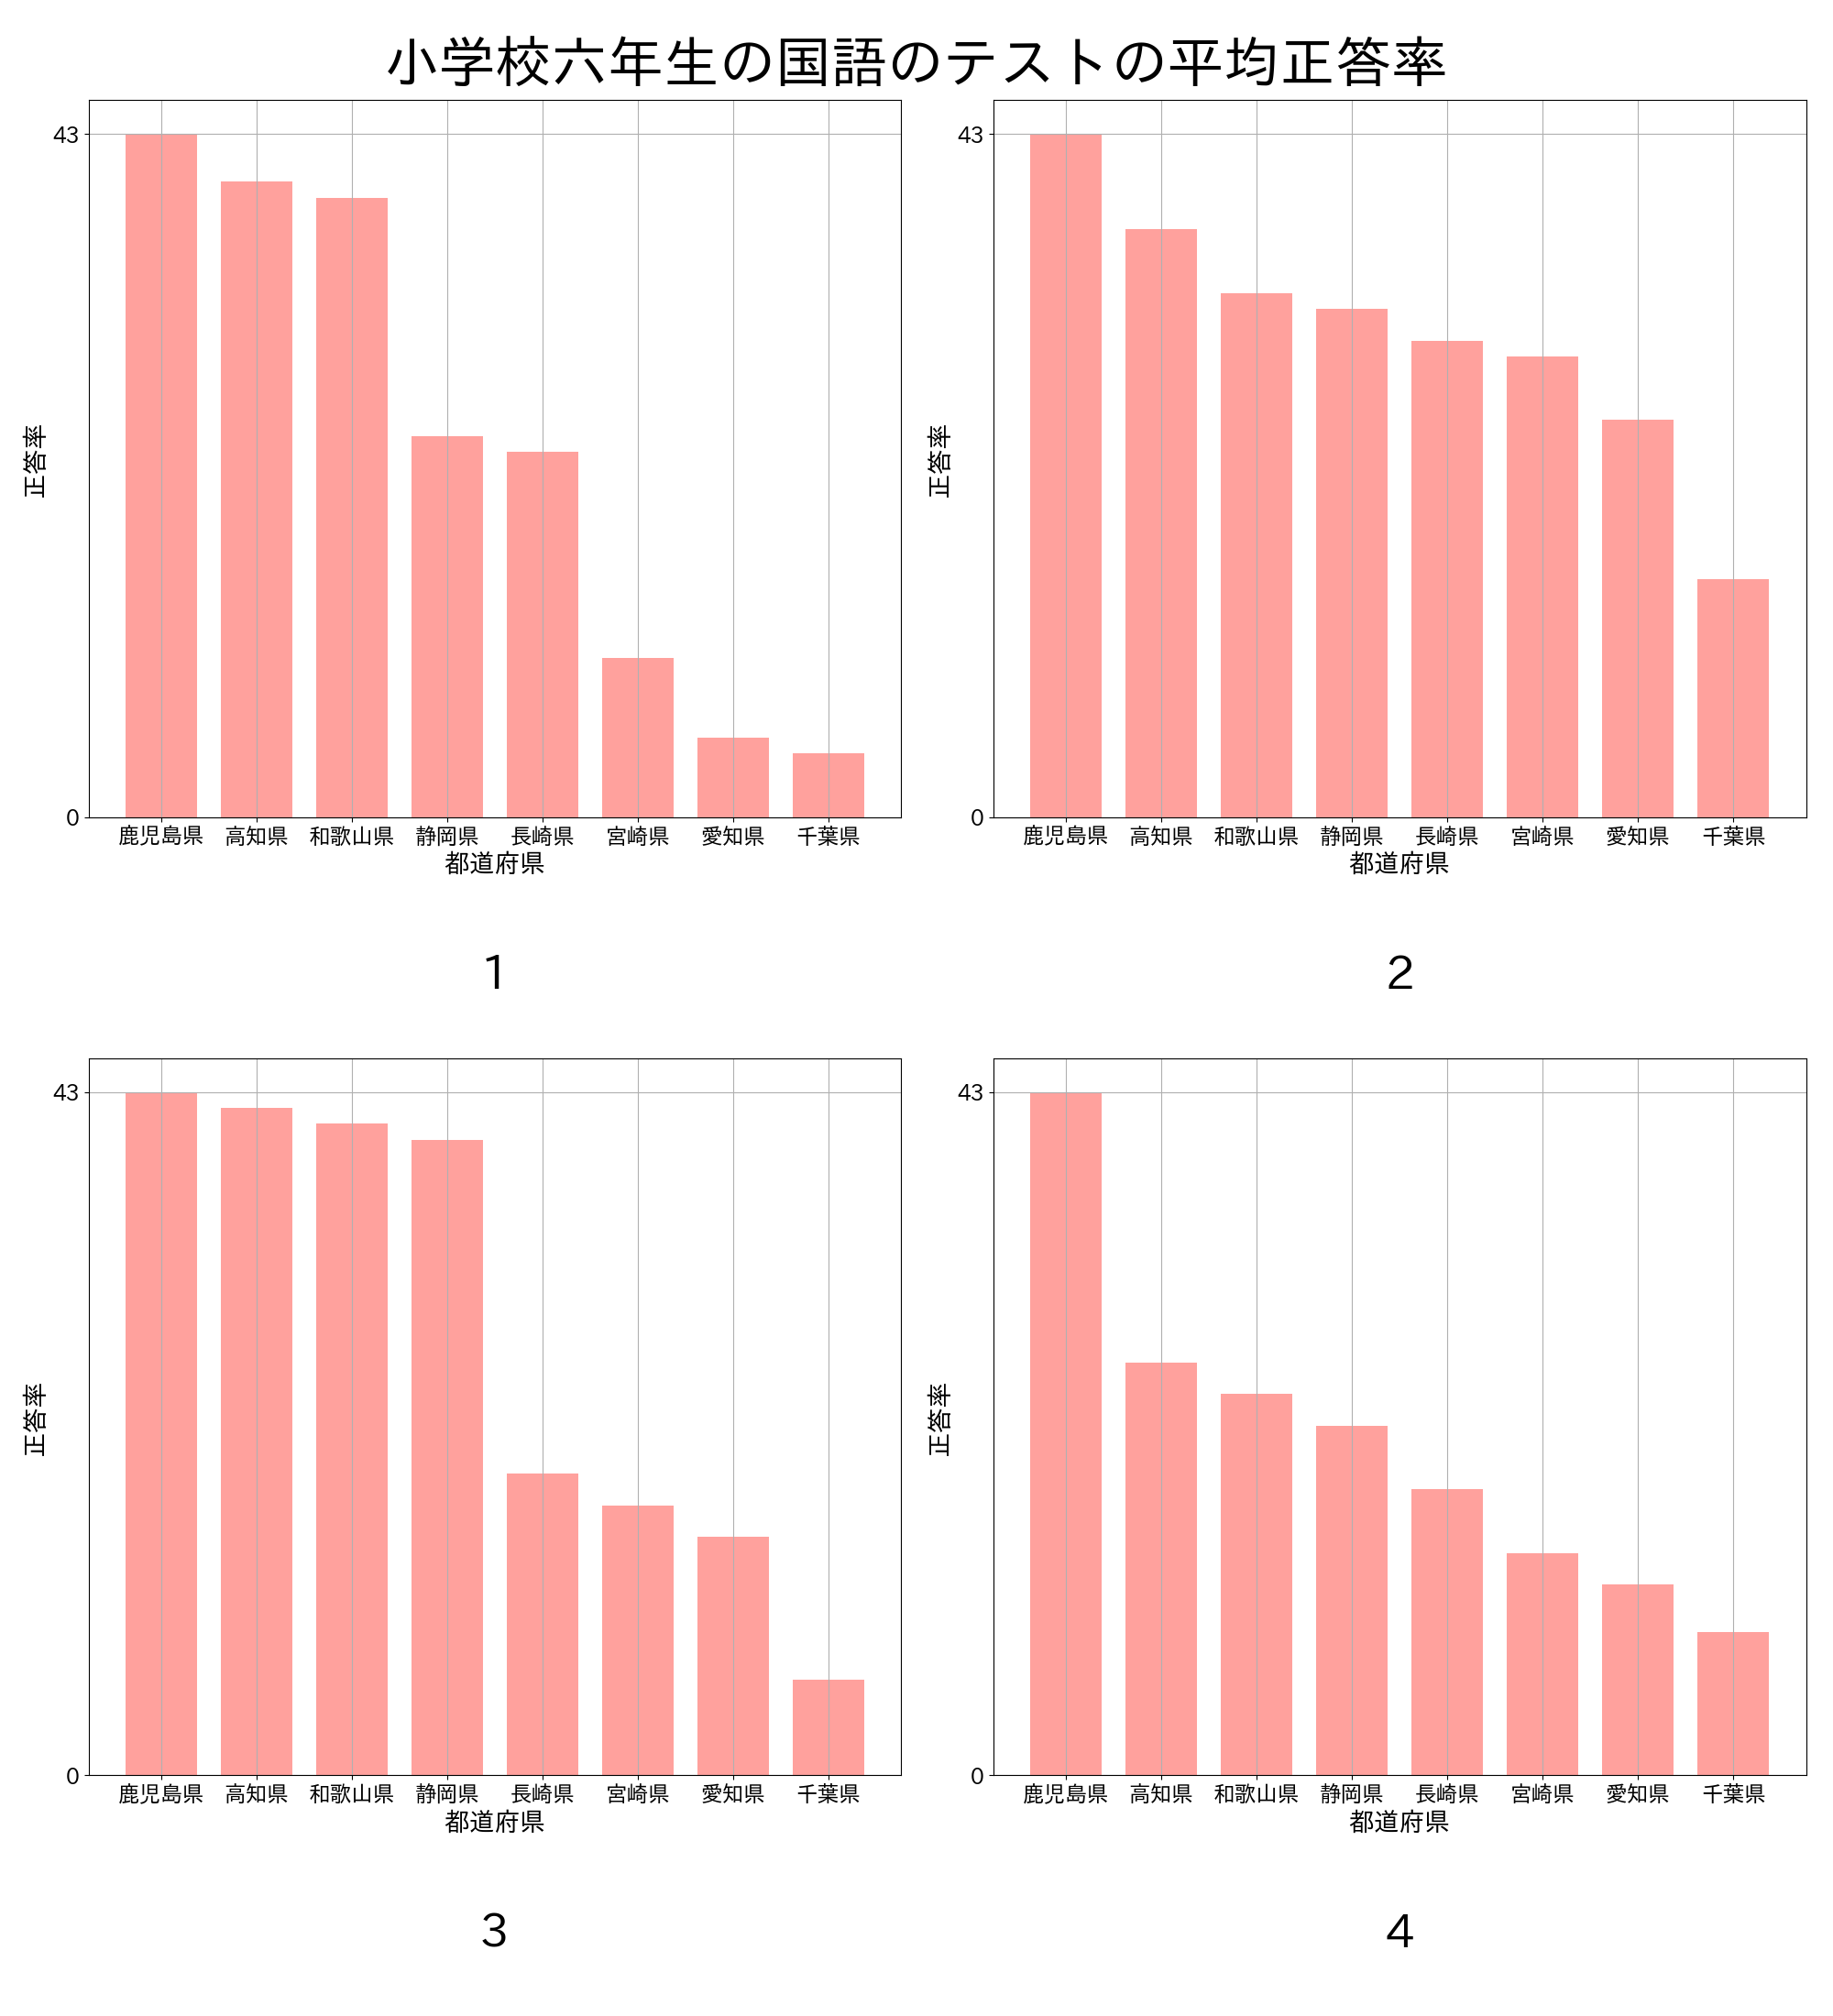 小学校六年生の国語のテストの平均正答率
43
正答率
0
鹿児島県 高知県 和歌山県 静岡県 長崎県 宮崎県 愛知県 千葉県
都道府県
1
43
正答率
0
鹿児島県 高知県 和歌山県 静岡県 長崎県 宮崎県 愛知県 千葉県
都道府県
2
43
正答率
0
鹿児島県 高知県 和歌山県 静岡県 長崎県 宮崎県 愛知県 千葉県
都道府県
3
43
正答率
0
鹿児島県 高知県 和歌山県 静岡県 長崎県 宮崎県 愛知県 千葉県
都道府県
4